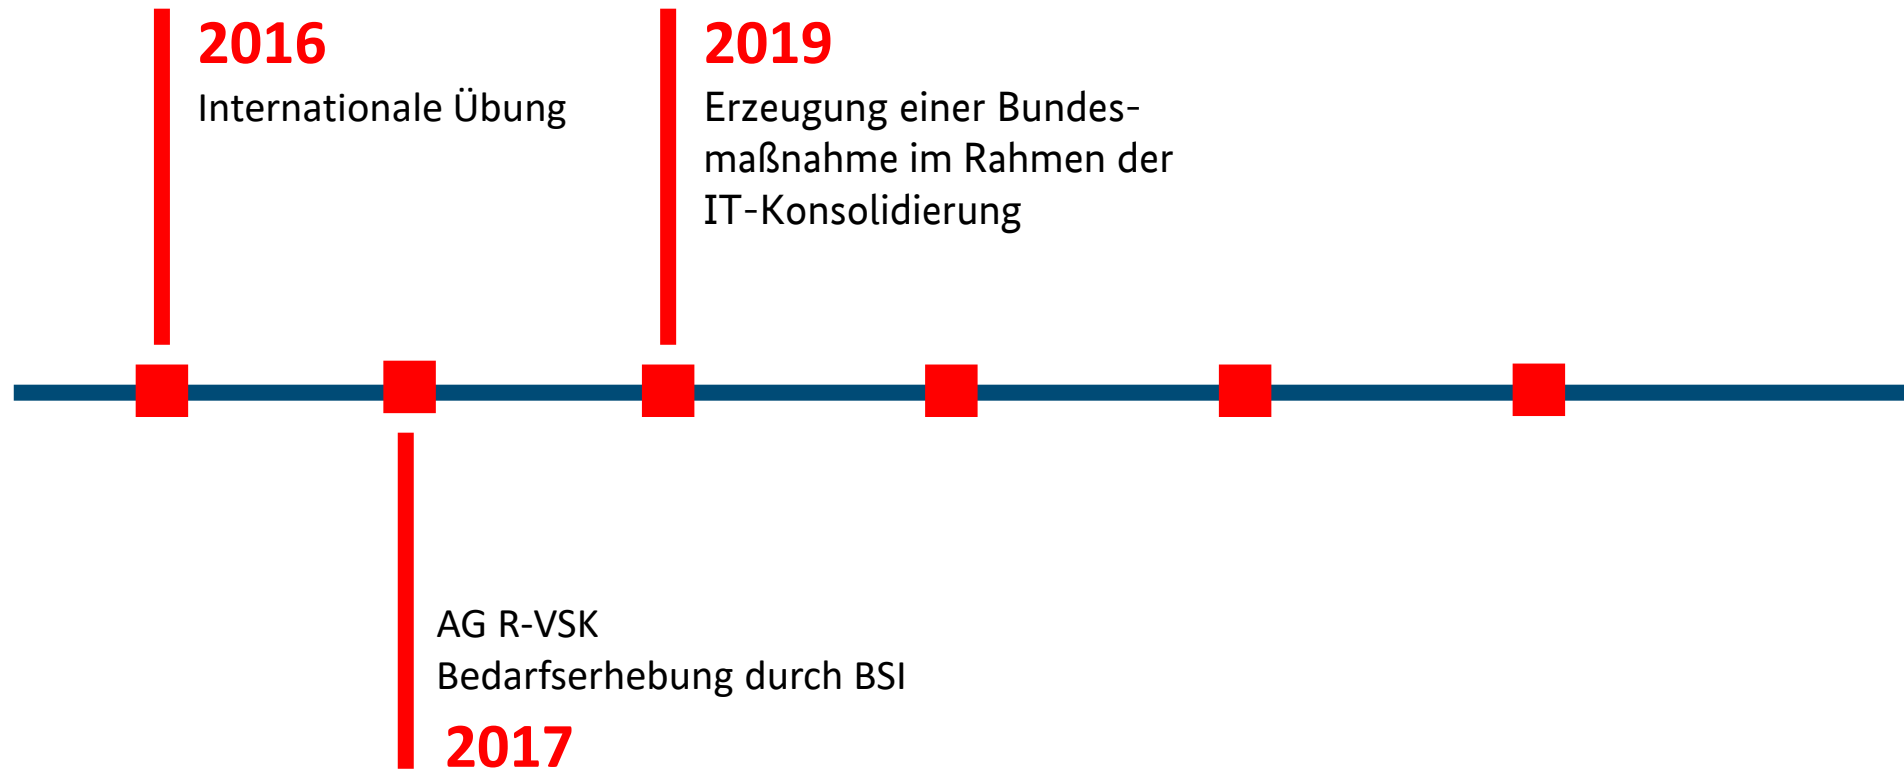 2016
Internationale Übung
2019
Erzeugung einer Bundes-
maßnahme im Rahmen der
IT-Konsolidierung
AG R-VSK
Bedarfserhebung durch BSI
2017